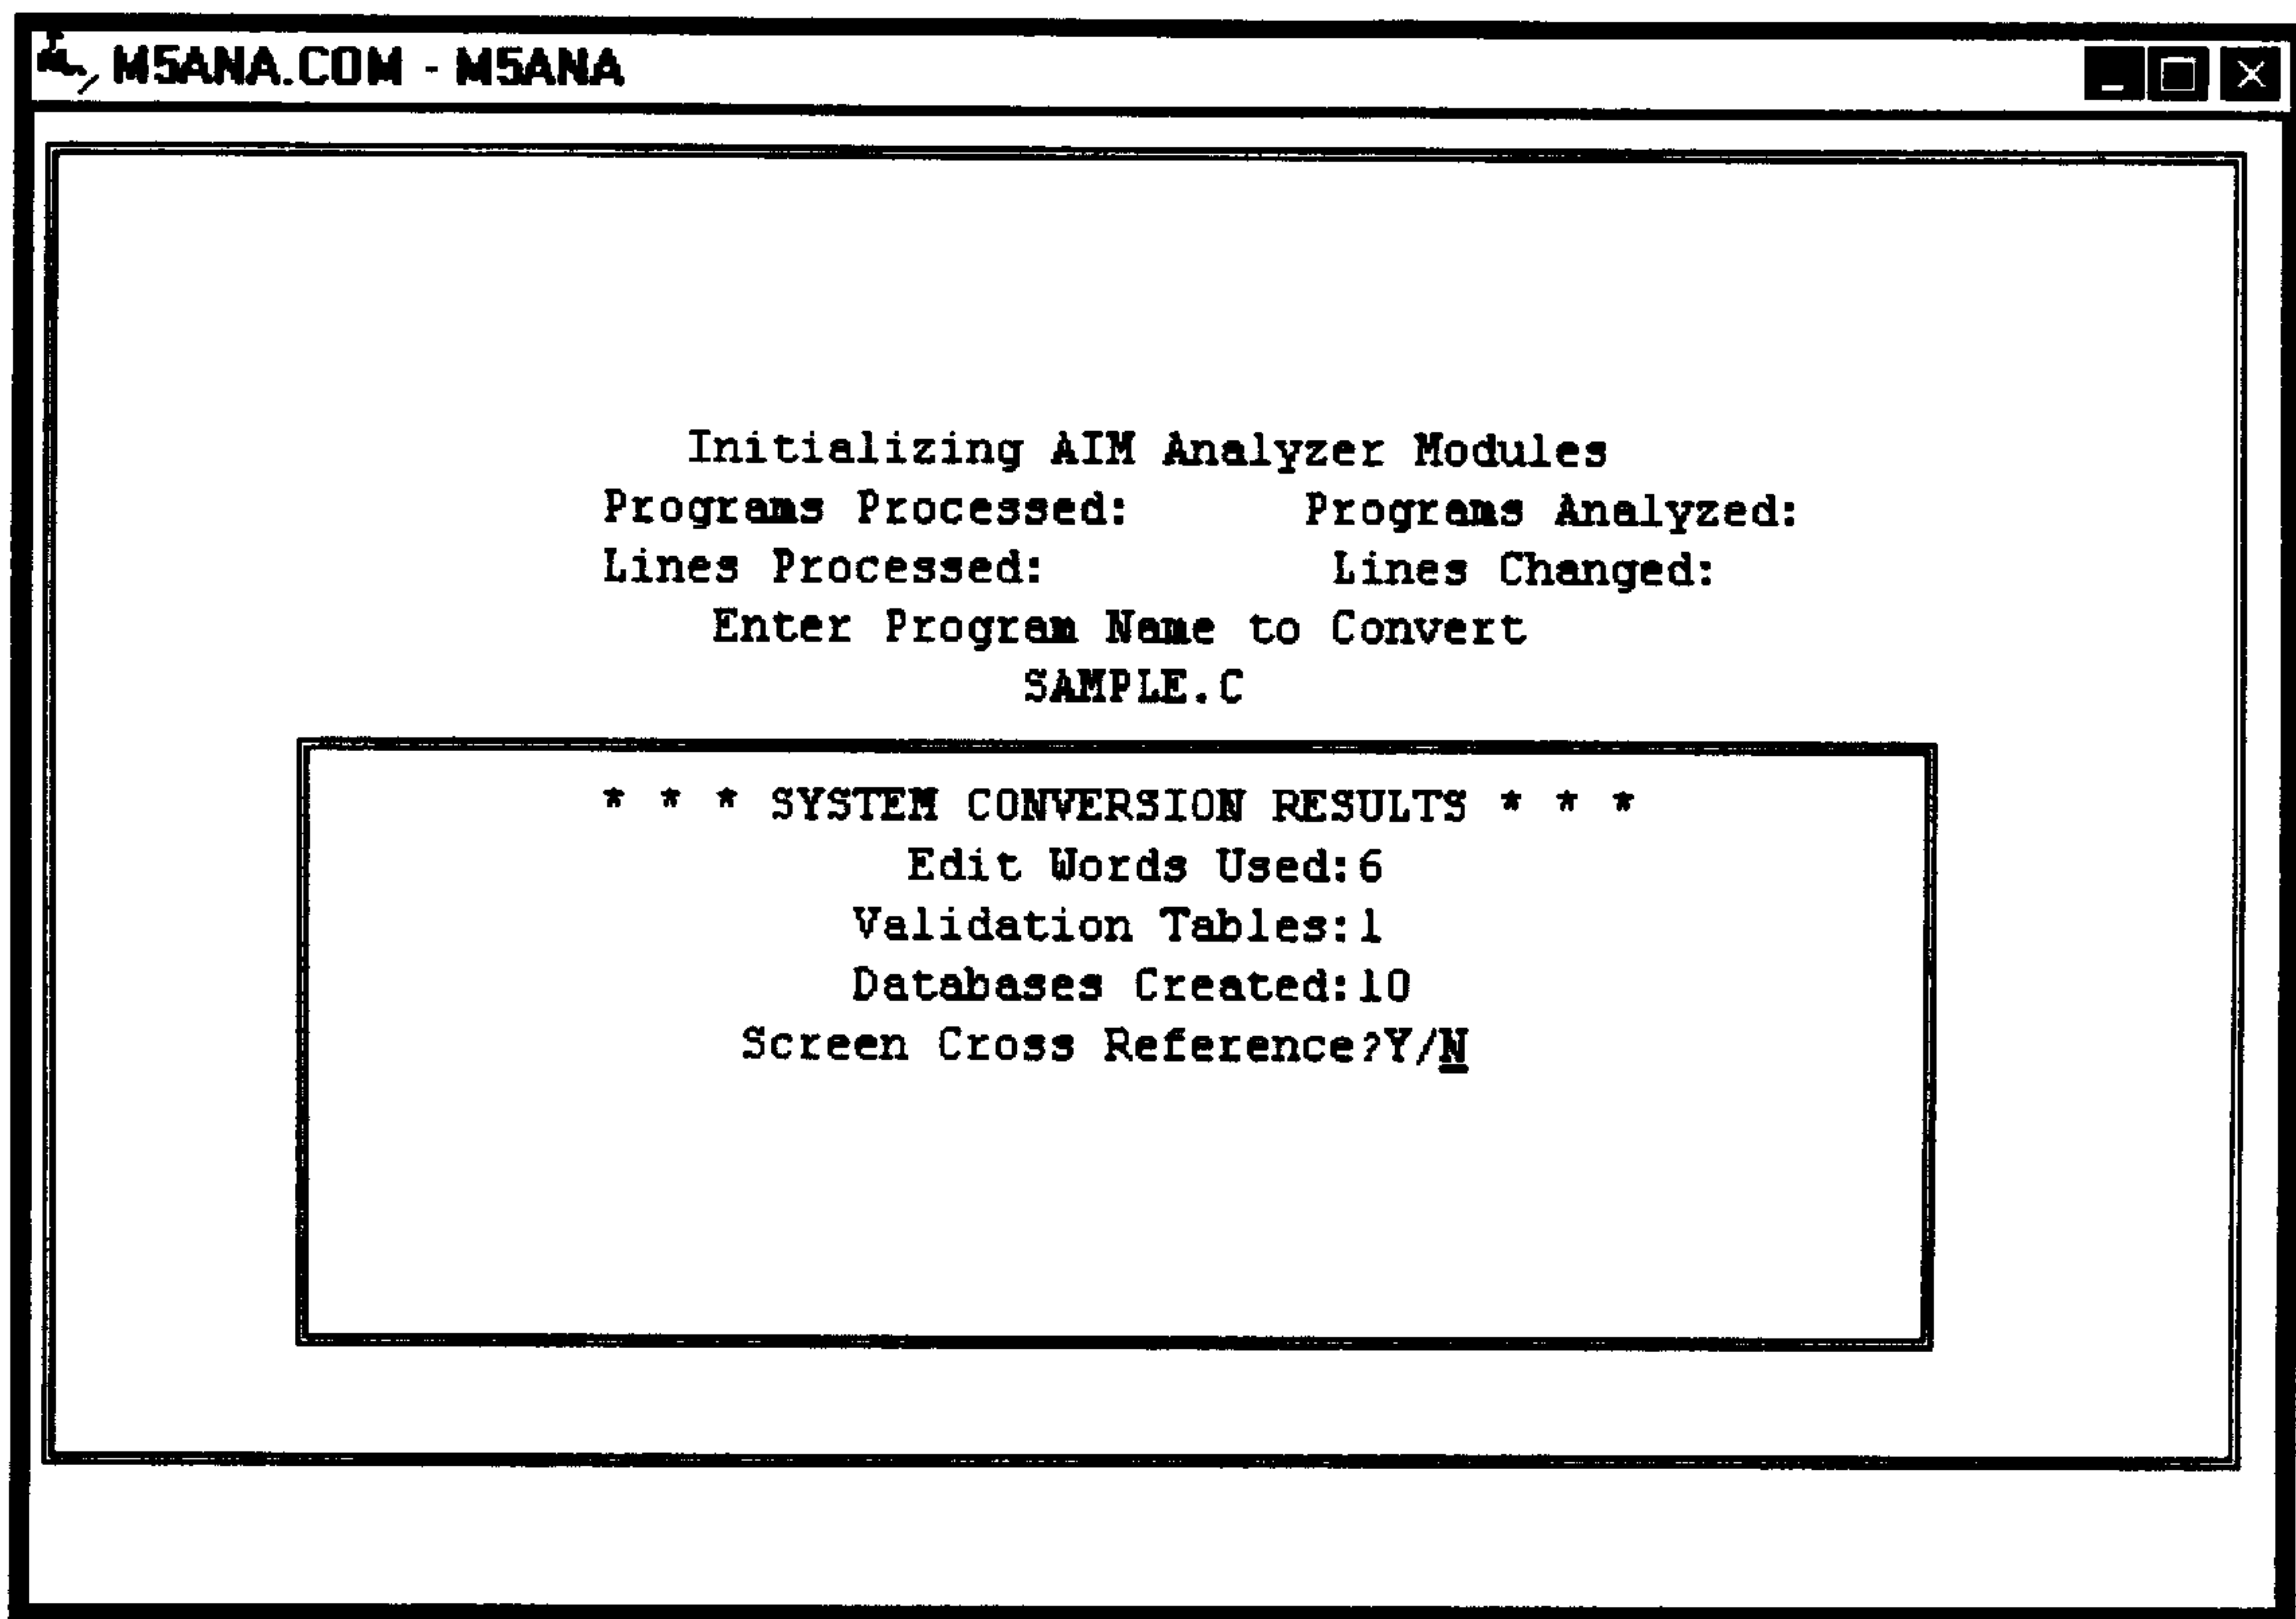 M5ANA.COM - M5ANA
Initializing AIM Analyzer Modules
Programs Processed: Programs Analyzed:
Lines Processed: Lines Changed:
Enter Program Name to Convert
SAMPLE.C
* * * SYSTEM CONVERSION RESULTS * * *
Edit Words Used:6
Validation Tables:1
Databases Created:10
Screen Cross Reference?Y/N